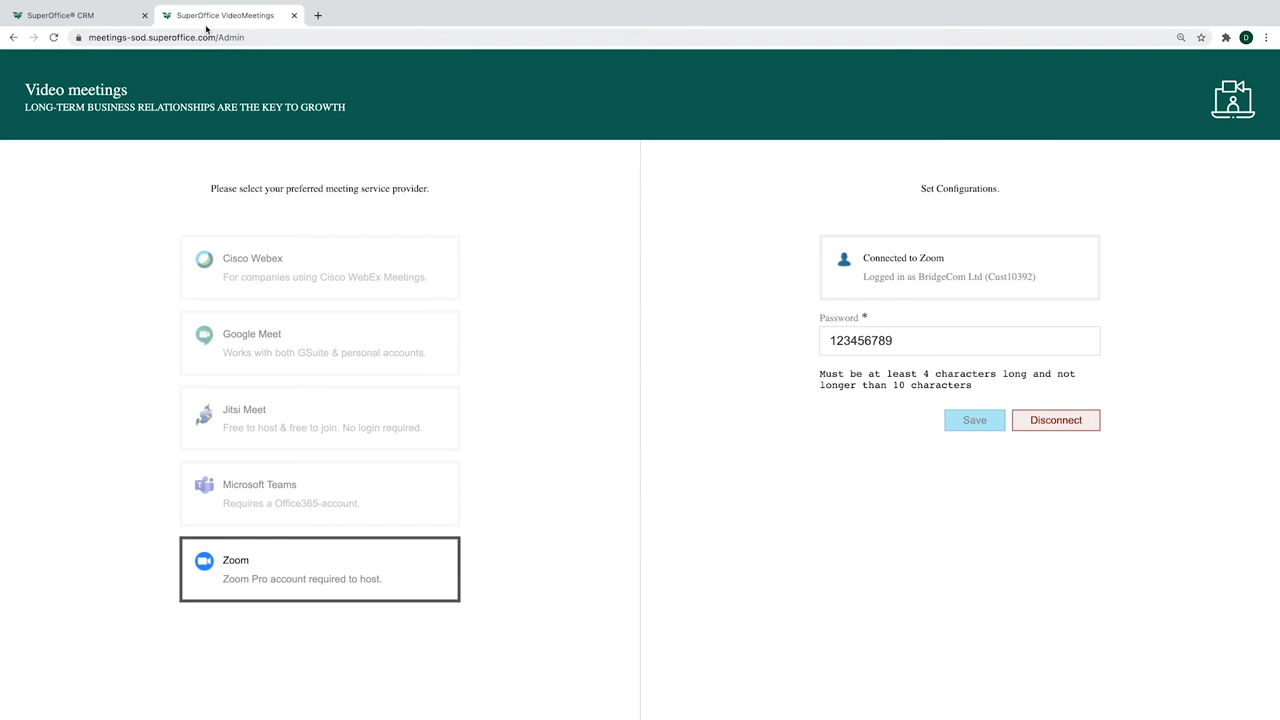 SuperOffice® CRM
SuperOffice VideoMeetings
meetings-sod.superoffice.com/Admin
D
Video meetings
LONG-TERM BUSINESS RELATIONSHIPS ARE THE KEY TO GROWTH
Please select your preferred meeting service provider.
Cisco Webex
For companies using Cisco WebEx Meetings.
Google Meet
Works with both GSuite & personal accounts.
Jitsi Meet
Free to host & free to join. No login required.
Microsoft Teams
Requires a Office365-account.
Zoom
Zoom Pro account required to host.
Set Configurations.
Connected to Zoom
Logged in as BridgeCom Ltd (Cust10392)
Password *
123456789
Must be at least 4 characters long and not
longer than 10 characters
Save
Disconnect